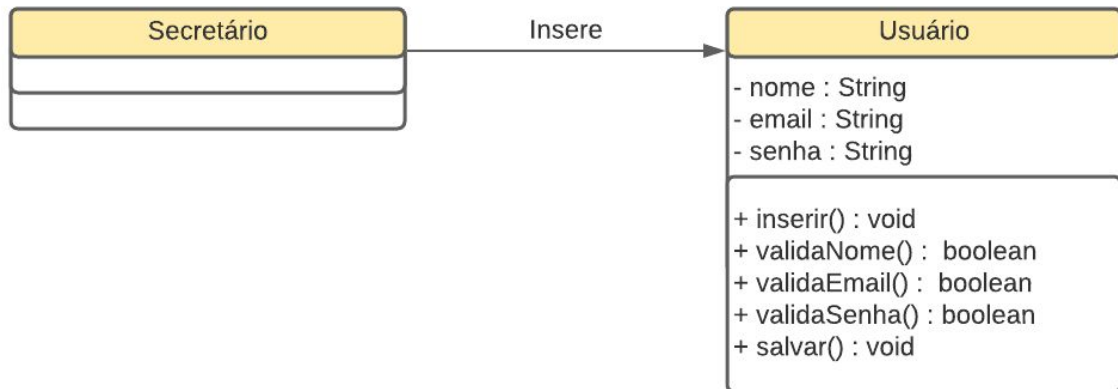 Secretário
Insere
Usuário
- nome : String
- email : String
- senha : String
+ inserir() : void
+ validaNome() :  boolean
+ validaEmail() :  boolean
+ validaSenha() : boolean
+ salvar() : void